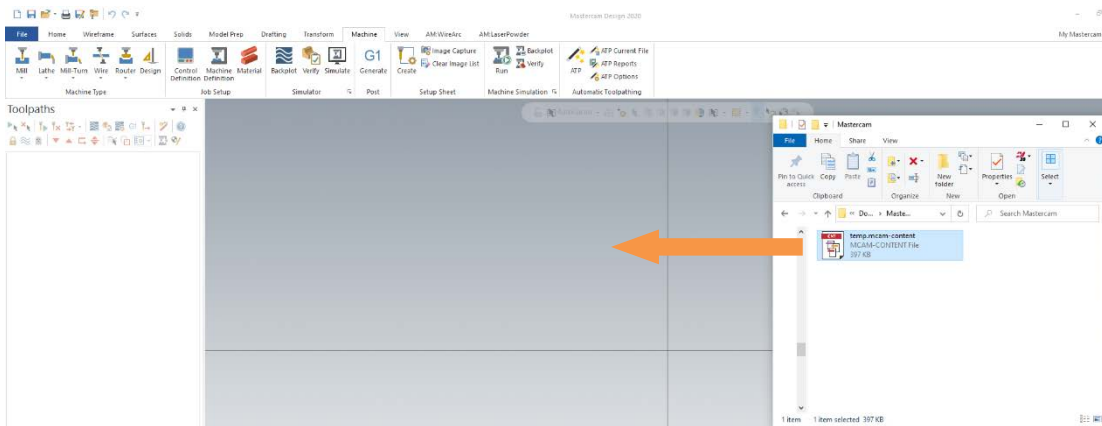 Mastercam Design 2020
File Home Wireframe Surfaces Solids Model Prep Drafting Transform Machine View AM:WireArc AM:LaserPowder My Mastercam
Mill Lathe Mill-Turn Wire Router Design
Control Definition Machine Definition Material
Backplot Verify Simulate
G1 Generate
Create Image Capture
Clear Image List
Run Backplot
Verify
ATP ATP Current File
ATP Reports
ATP Options
Machine Type Job Setup Simulator Post Setup Sheet Machine Simulation Automatic Toolpathing
Toolpaths
Mastercam
File Home Share View
Pin to Quick access Copy Paste New folder Properties Select
Clipboard Organize New Open
Do... Maste... Search Mastercam
temp.mcam-content
MCAM-CONTENT File
397 KB
1 item 1 item selected 397 KB